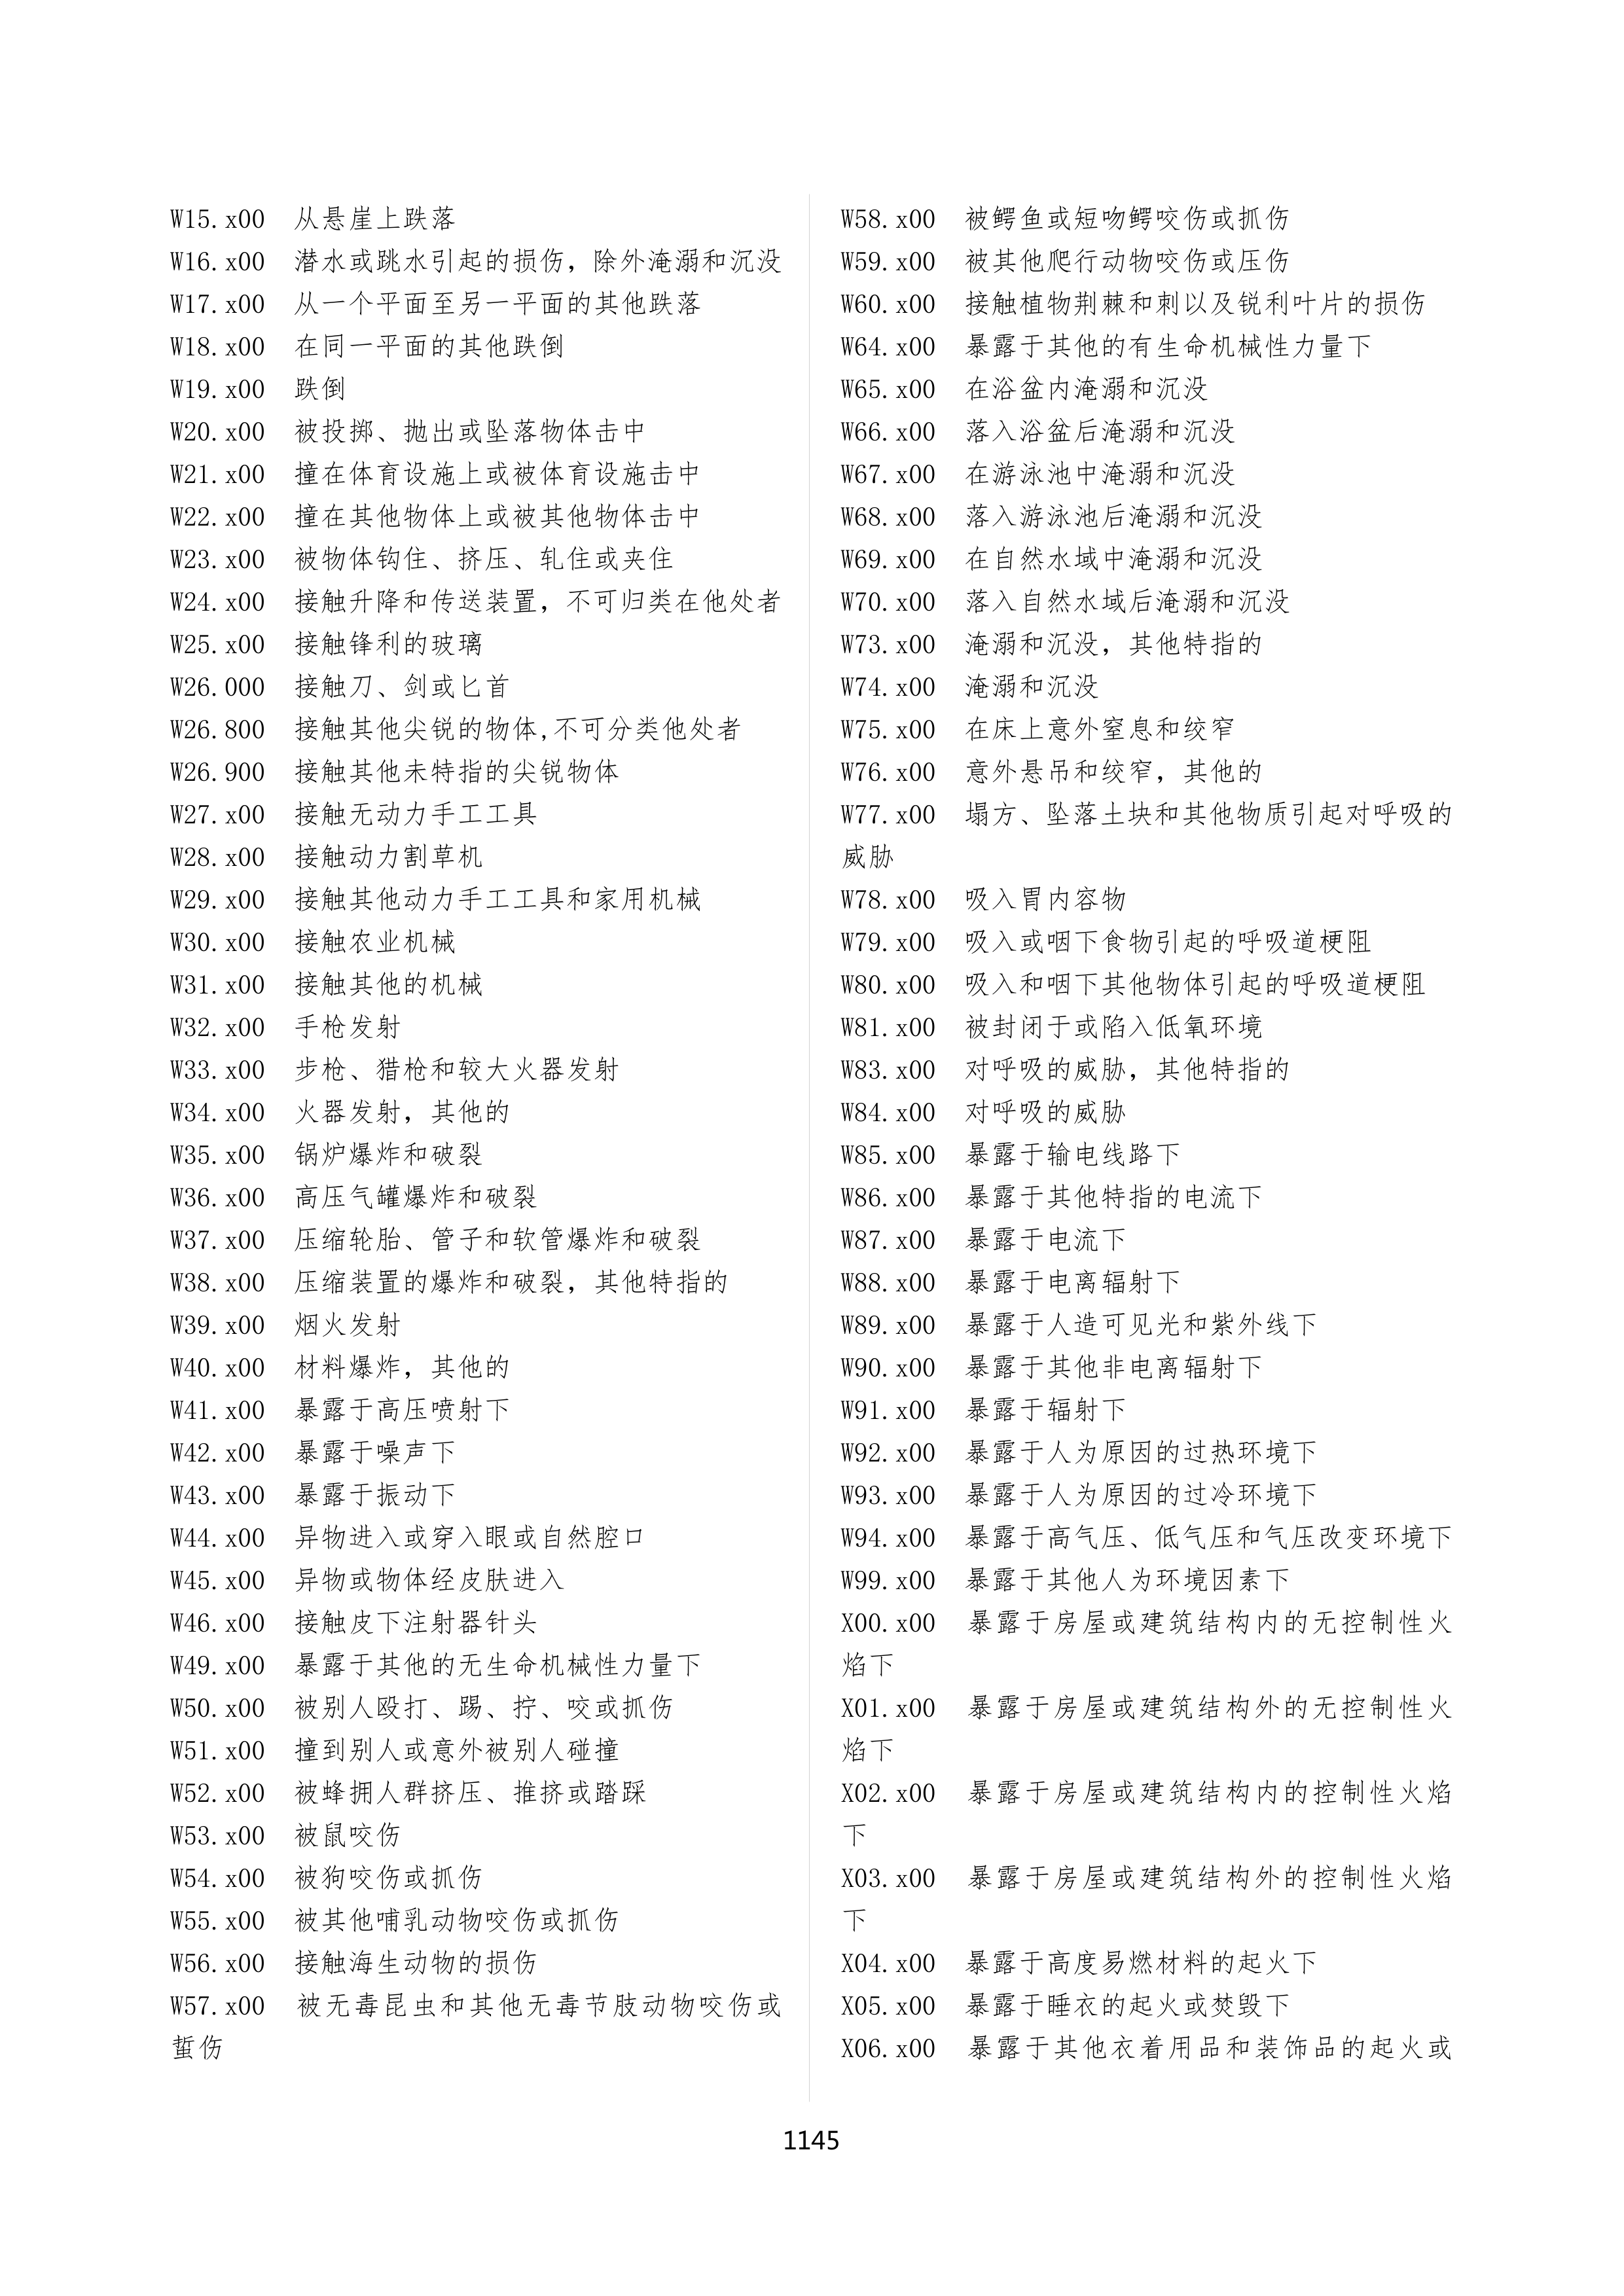 W15.x00 从悬崖上跌落
W16.x00 潜水或跳水引起的损伤，除外淹溺和沉没
W17.x00 从一个平面至另一平面的其他跌落
W18.x00 在同一平面的其他跌倒
W19.x00 跌倒
W20.x00 被投掷、抛出或坠落物体击中
W21.x00 撞在体育设施上或被体育设施击中
W22.x00 撞在其他物体上或被其他物体击中
W23.x00 被物体钩住、挤压、轧住或夹住
W24.x00 接触升降和传送装置，不可归类在他处者
W25.x00 接触锋利的玻璃
W26.000 接触刀、剑或匕首
W26.800 接触其他尖锐的物体,不可分类他处者
W26.900 接触其他未特指的尖锐物体
W27.x00 接触无动力手工工具
W28.x00 接触动力割草机
W29.x00 接触其他动力手工工具和家用机械
W30.x00 接触农业机械
W31.x00 接触其他的机械
W32.x00 手枪发射
W33.x00 步枪、猎枪和较大火器发射
W34.x00 火器发射，其他的
W35.x00 锅炉爆炸和破裂
W36.x00 高压气罐爆炸和破裂
W37.x00 压缩轮胎、管子和软管爆炸和破裂
W38.x00 压缩装置的爆炸和破裂，其他特指的
W39.x00 烟火发射
W40.x00 材料爆炸，其他的
W41.x00 暴露于高压喷射下
W42.x00 暴露于噪声下
W43.x00 暴露于振动下
W44.x00 异物进入或穿入眼或自然腔口
W45.x00 异物或物体经皮肤进入
W46.x00 接触皮下注射器针头
W49.x00 暴露于其他的无生命机械性力量下
W50.x00 被别人殴打、踢、拧、咬或抓伤
W51.x00 撞到别人或意外被别人碰撞
W52.x00 被蜂拥人群挤压、推挤或踏踩
W53.x00 被鼠咬伤
W54.x00 被狗咬伤或抓伤
W55.x00 被其他哺乳动物咬伤或抓伤
W56.x00 接触海生动物的损伤
W57.x00 被无毒昆虫和其他无毒节肢动物咬伤或
蜇伤
W58.x00 被鳄鱼或短吻鳄咬伤或抓伤
W59.x00 被其他爬行动物咬伤或压伤
W60.x00 接触植物荆棘和刺以及锐利叶片的损伤
W64.x00 暴露于其他的有生命机械性力量下
W65.x00 在浴盆内淹溺和沉没
W66.x00 落入浴盆后淹溺和沉没
W67.x00 在游泳池中淹溺和沉没
W68.x00 落入游泳池后淹溺和沉没
W69.x00 在自然水域中淹溺和沉没
W70.x00 落入自然水域后淹溺和沉没
W73.x00 淹溺和沉没，其他特指的
W74.x00 淹溺和沉没
W75.x00 在床上意外窒息和绞窄
W76.x00 意外悬吊和绞窄，其他的
W77.x00 塌方、坠落土块和其他物质引起对呼吸的
威胁
W78.x00 吸入胃内容物
W79.x00 吸入或咽下食物引起的呼吸道梗阻
W80.x00 吸入和咽下其他物体引起的呼吸道梗阻
W81.x00 被封闭于或陷入低氧环境
W83.x00 对呼吸的威胁，其他特指的
W84.x00 对呼吸的威胁
W85.x00 暴露于输电线路下
W86.x00 暴露于其他特指的电流下
W87.x00 暴露于电流下
W88.x00 暴露于电离辐射下
W89.x00 暴露于人造可见光和紫外线下
W90.x00 暴露于其他非电离辐射下
W91.x00 暴露于辐射下
W92.x00 暴露于人为原因的过热环境下
W93.x00 暴露于人为原因的过冷环境下
W94.x00 暴露于高气压、低气压和气压改变环境下
W99.x00 暴露于其他人为环境因素下
X00.x00 暴露于房屋或建筑结构内的无控制性火
焰下
X01.x00 暴露于房屋或建筑结构外的无控制性火
焰下
X02.x00 暴露于房屋或建筑结构内的控制性火焰
下
X03.x00 暴露于房屋或建筑结构外的控制性火焰
下
X04.x00 暴露于高度易燃材料的起火下
X05.x00 暴露于睡衣的起火或焚毁下
X06.x00 暴露于其他衣着用品和装饰品的起火或
1145